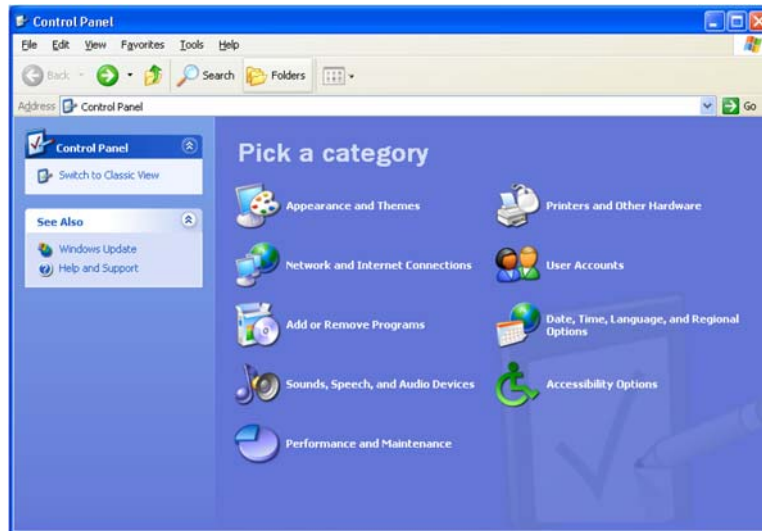 Control Panel
File Edit View Favorites Tools Help
Back Search Folders
Address Control Panel Go
Control Panel
Switch to Classic View
See Also
Windows Update
Help and Support
Pick a category
Appearance and Themes
Printers and Other Hardware
Network and Internet Connections
User Accounts
Add or Remove Programs
Date, Time, Language, and Regional
Options
Sounds, Speech, and Audio Devices
Accessibility Options
Performance and Maintenance